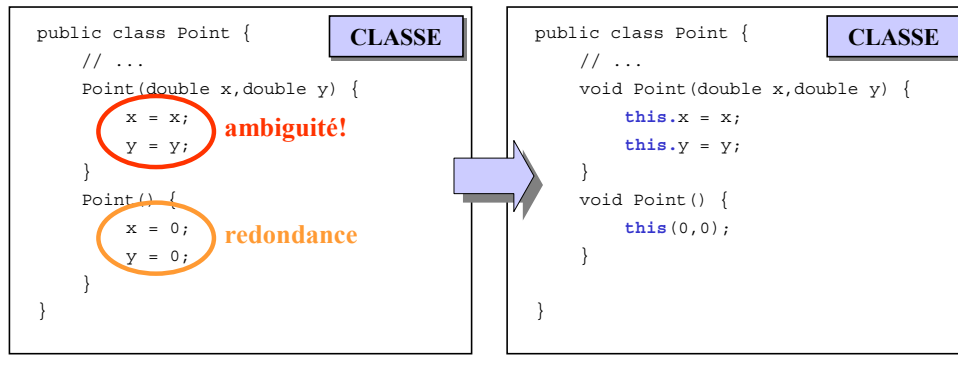 public class Point {
CLASSE
// ...
Point(double x,double y) {
x = x;
ambiguité!
y = y;
}
Point() {
x = 0;
redondance
y = 0;
}
}
public class Point {
CLASSE
// ...
void Point(double x,double y) {
this.x = x;
this.y = y;
}
void Point() {
this(0,0);
}
}